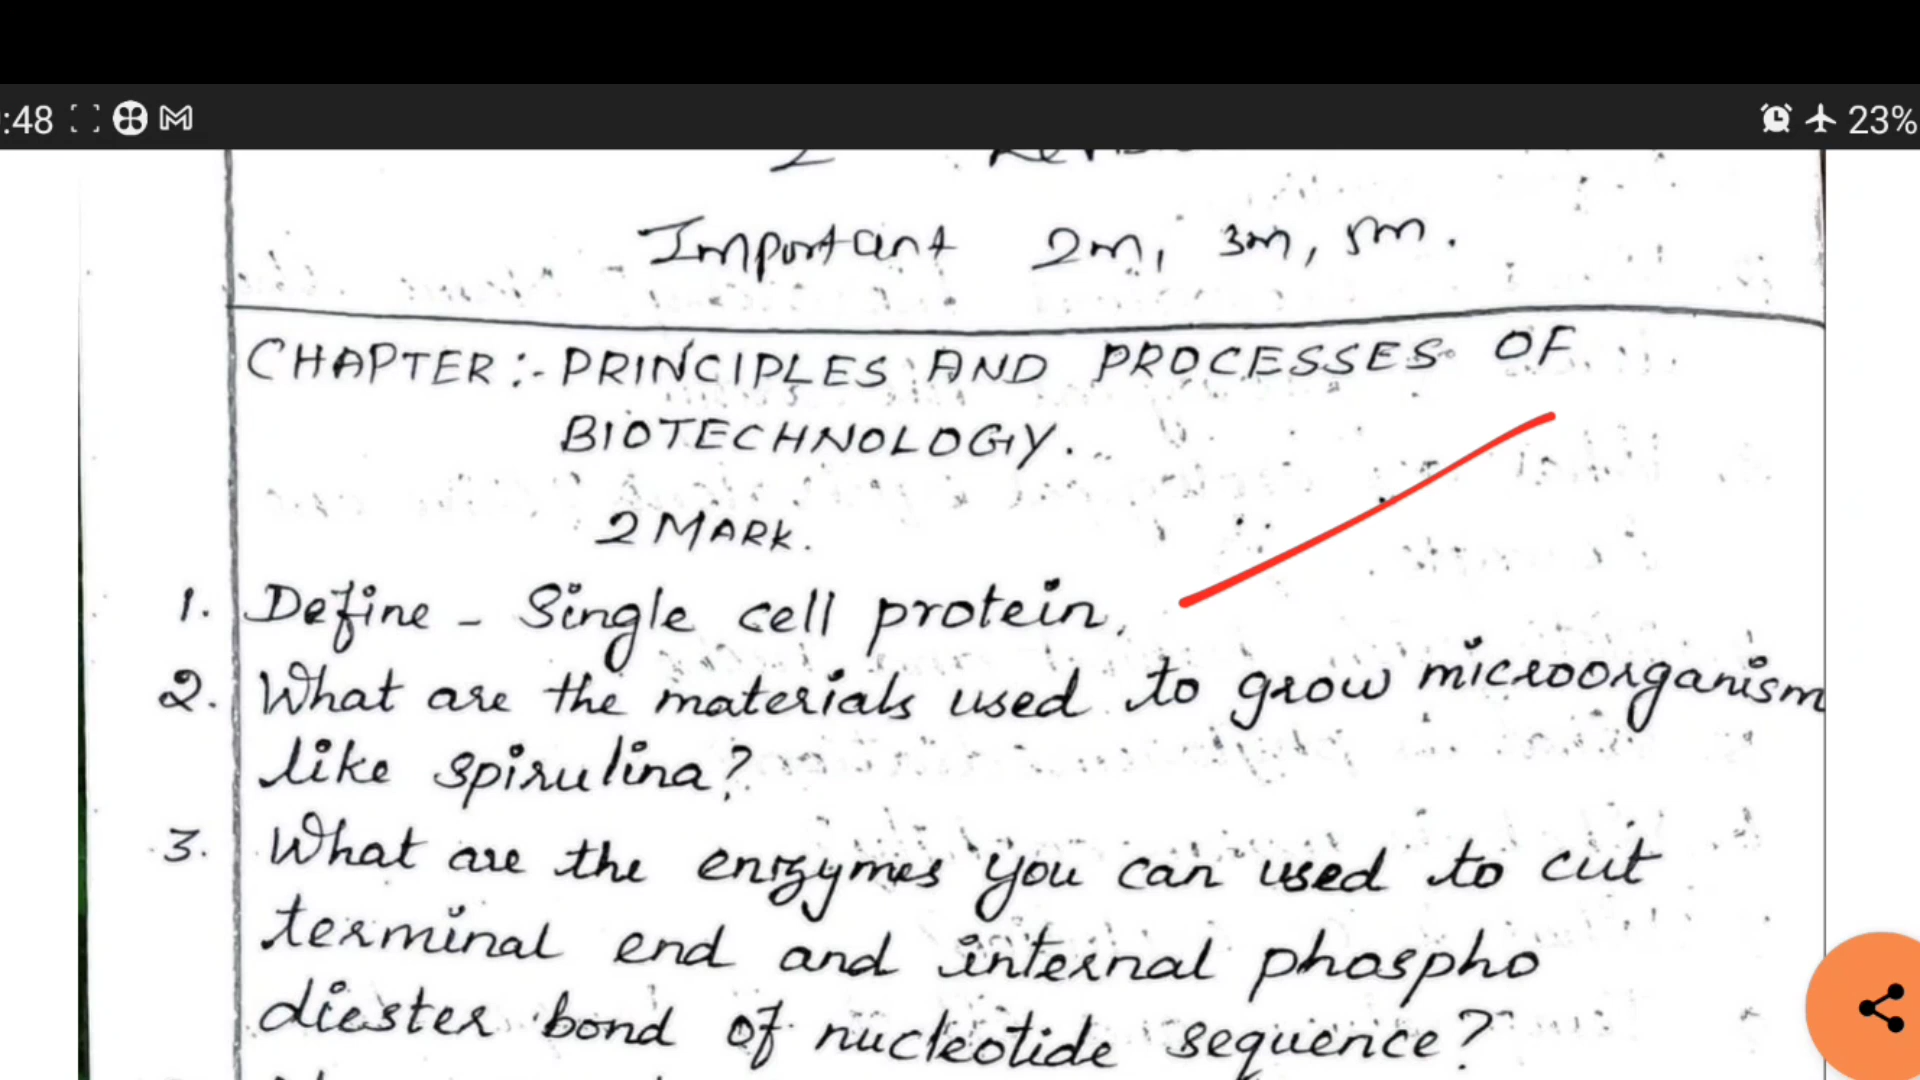 :48 23%
Important 2m, 3m, 5m.
CHAPTER:- PRINCIPLES AND PROCESSES OF
BIOTECHNOLOGY.
2 MARK.
1. Define - Single cell protein.
2. What are the materials used to grow microorganism
like spirulina?
3. What are the enzymes you can used to cut
terminal end and internal phospho
diester bond of nucleotide sequence?